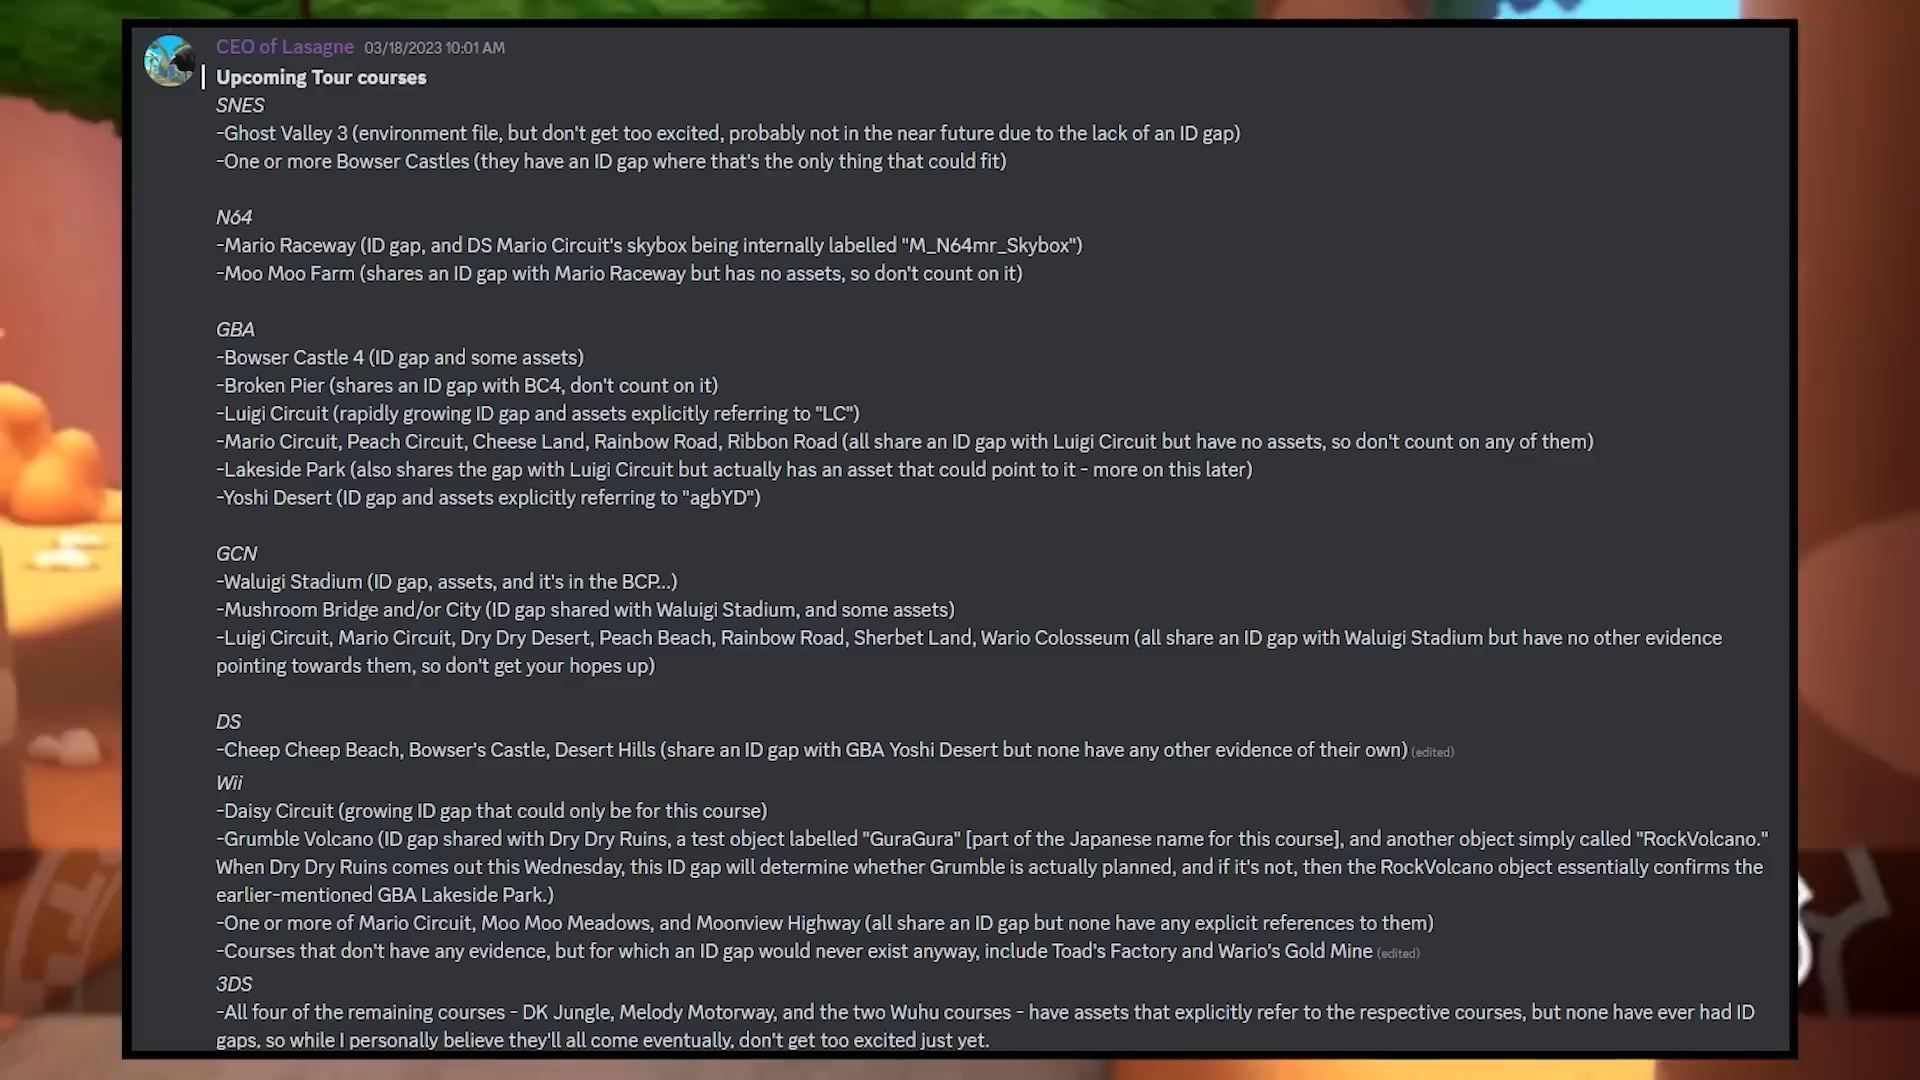 CEO of Lasagne 03/18/2023 10:01 AM
Upcoming Tour courses
SNES
-Ghost Valley 3 (environment file, but don't get too excited, probably not in the near future due to the lack of an ID gap)
-One or more Bowser Castles (they have an ID gap where that's the only thing that could fit)
N64
-Mario Raceway (ID gap, and DS Mario Circuit's skybox being internally labelled "M_N64mr_Skybox")
-Moo Moo Farm (shares an ID gap with Mario Raceway but has no assets, so don't count on it)
GBA
-Bowser Castle 4 (ID gap and some assets)
-Broken Pier (shares an ID gap with BC4, don't count on it)
-Luigi Circuit (rapidly growing ID gap and assets explicitly referring to "LC")
-Mario Circuit, Peach Circuit, Cheese Land, Rainbow Road, Ribbon Road (all share an ID gap with Luigi Circuit but have no assets, so don't count on any of them)
-Lakeside Park (also shares the gap with Luigi Circuit but actually has an asset that could point to it - more on this later)
-Yoshi Desert (ID gap and assets explicitly referring to "agbYD")
GCN
-Waluigi Stadium (ID gap, assets, and it's in the BCP...)
-Mushroom Bridge and/or City (ID gap shared with Waluigi Stadium, and some assets)
-Luigi Circuit, Mario Circuit, Dry Dry Desert, Peach Beach, Rainbow Road, Sherbet Land, Wario Colosseum (all share an ID gap with Waluigi Stadium but have no other evidence
pointing towards them, so don't get your hopes up)
DS
-Cheep Cheep Beach, Bowser's Castle, Desert Hills (share an ID gap with GBA Yoshi Desert but none have any other evidence of their own) (edited)
Wii
-Daisy Circuit (growing ID gap that could only be for this course)
-Grumble Volcano (ID gap shared with Dry Dry Ruins, a test object labelled "GuraGura" [part of the Japanese name for this course], and another object simply called "RockVolcano."
When Dry Dry Ruins comes out this Wednesday, this ID gap will determine whether Grumble is actually planned, and if it's not, then the RockVolcano object essentially confirms the
earlier-mentioned GBA Lakeside Park.)
-One or more of Mario Circuit, Moo Moo Meadows, and Moonview Highway (all share an ID gap but none have any explicit references to them)
-Courses that don't have any evidence, but for which an ID gap would never exist anyway, include Toad's Factory and Wario's Gold Mine (edited)
3DS
-All four of the remaining courses - DK Jungle, Melody Motorway, and the two Wuhu courses - have assets that explicitly refer to the respective courses, but none have ever had ID
gaps, so while I personally believe they'll all come eventually, don't get too excited just yet.